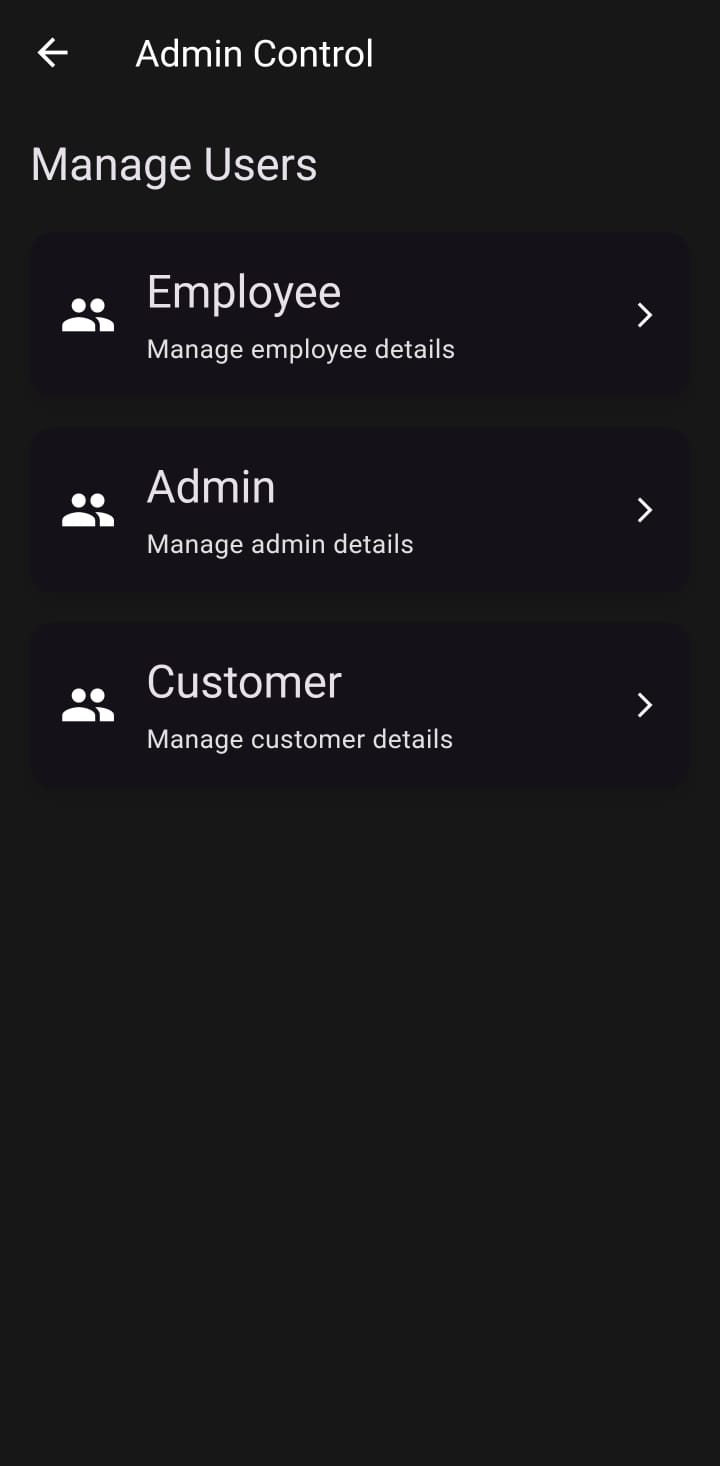 Admin Control
Manage Users
Employee
Manage employee details
Admin
Manage admin details
Customer
Manage customer details